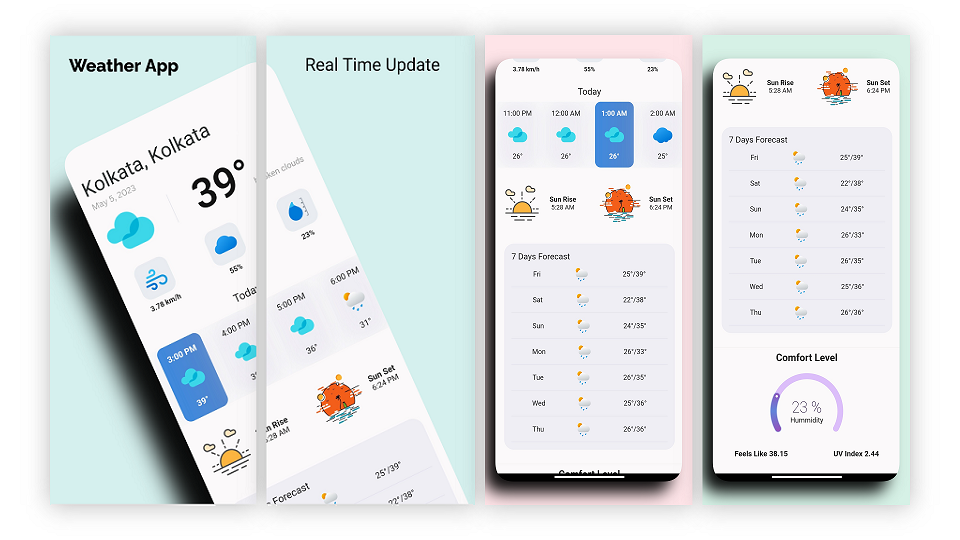 Weather App
Kolkata, Kolkata
May 5, 2023
39°
3.78 km/h
55%
Today
3:00 PM
39°
4:00 PM
Real Time Update
clouds
23%
5:00 PM
36°
6:00 PM
31°
Sun Set
6:24 PM
Forecast
25°/39°
22°/38°
3.78 km/h 55% 23%
Today
11:00 PM 12:00 AM 1:00 AM 2:00 AM
26° 26° 26° 25°
Sun Rise Sun Set
5:28 AM 6:24 PM
7 Days Forecast
Fri 25°/39°
Sat 22°/38°
Sun 24°/35°
Mon 26°/33°
Tue 26°/35°
Wed 25°/36°
Thu 26°/36°
Comfort Level
Sun Rise Sun Set
5:28 AM 6:24 PM
7 Days Forecast
Fri 25°/39°
Sat 22°/38°
Sun 24°/35°
Mon 26°/33°
Tue 26°/35°
Wed 25°/36°
Thu 26°/36°
Comfort Level
23 %
Hummidity
Feels Like 38.15 UV Index 2.44